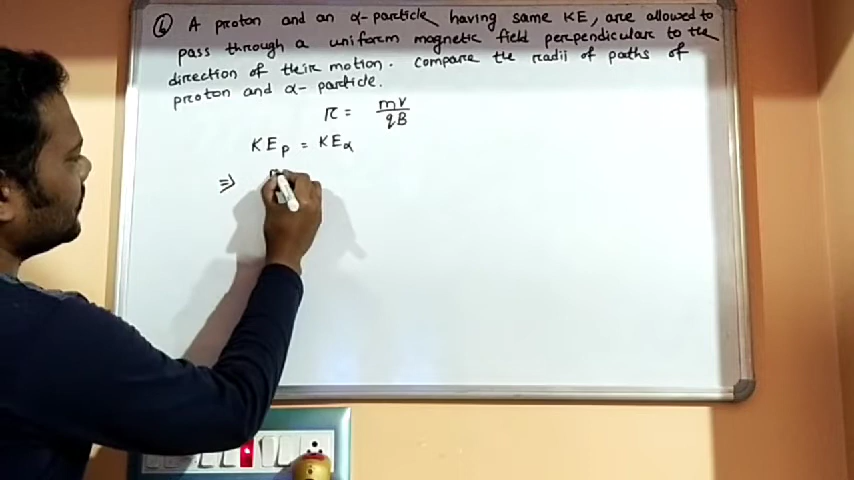 6 A proton and an α-particle, having same KE, are allowed to
pass through a uniform magnetic field perpendicular to the
direction of their motion. Compare the radii of paths of
proton and α-particle.
r = mv/qB
KEp = KEα
⇒